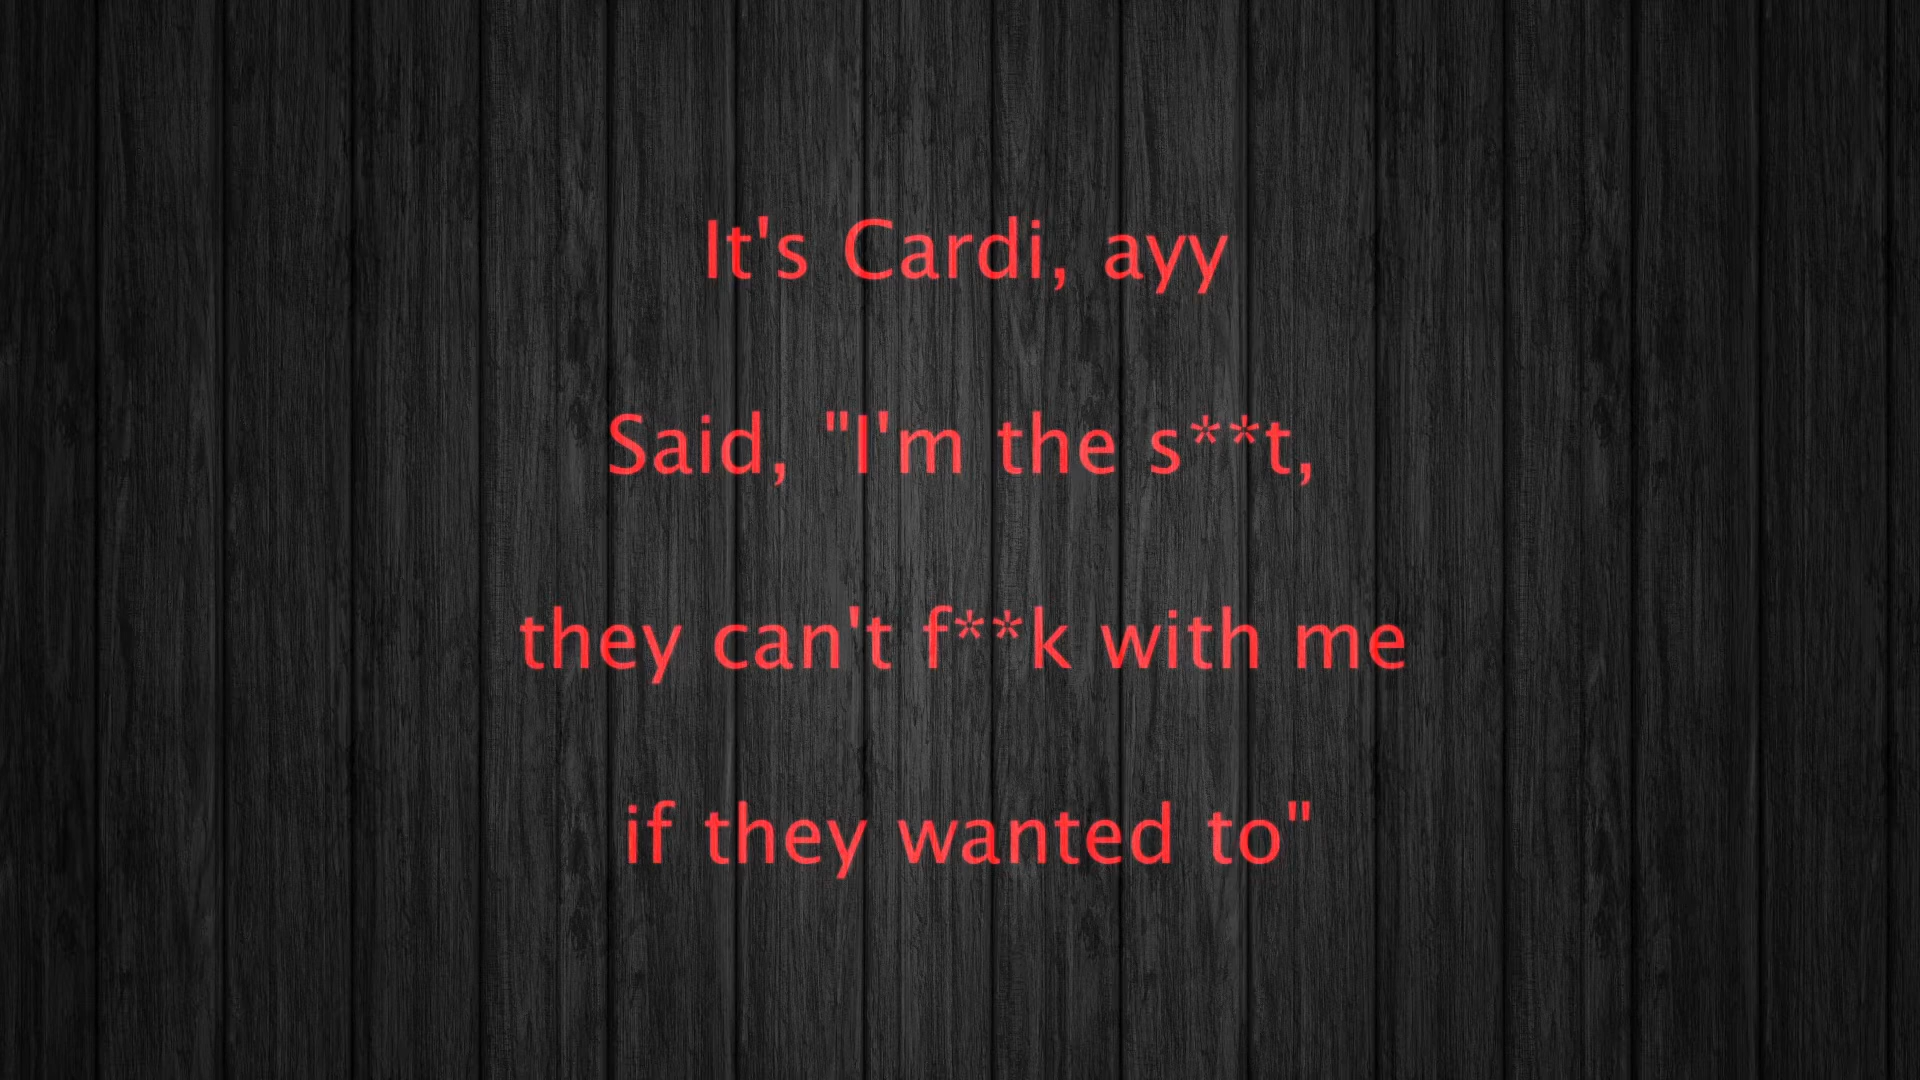 It's Cardi, ayy
Said, "I'm the s**t,
they can't f**k with me
if they wanted to"